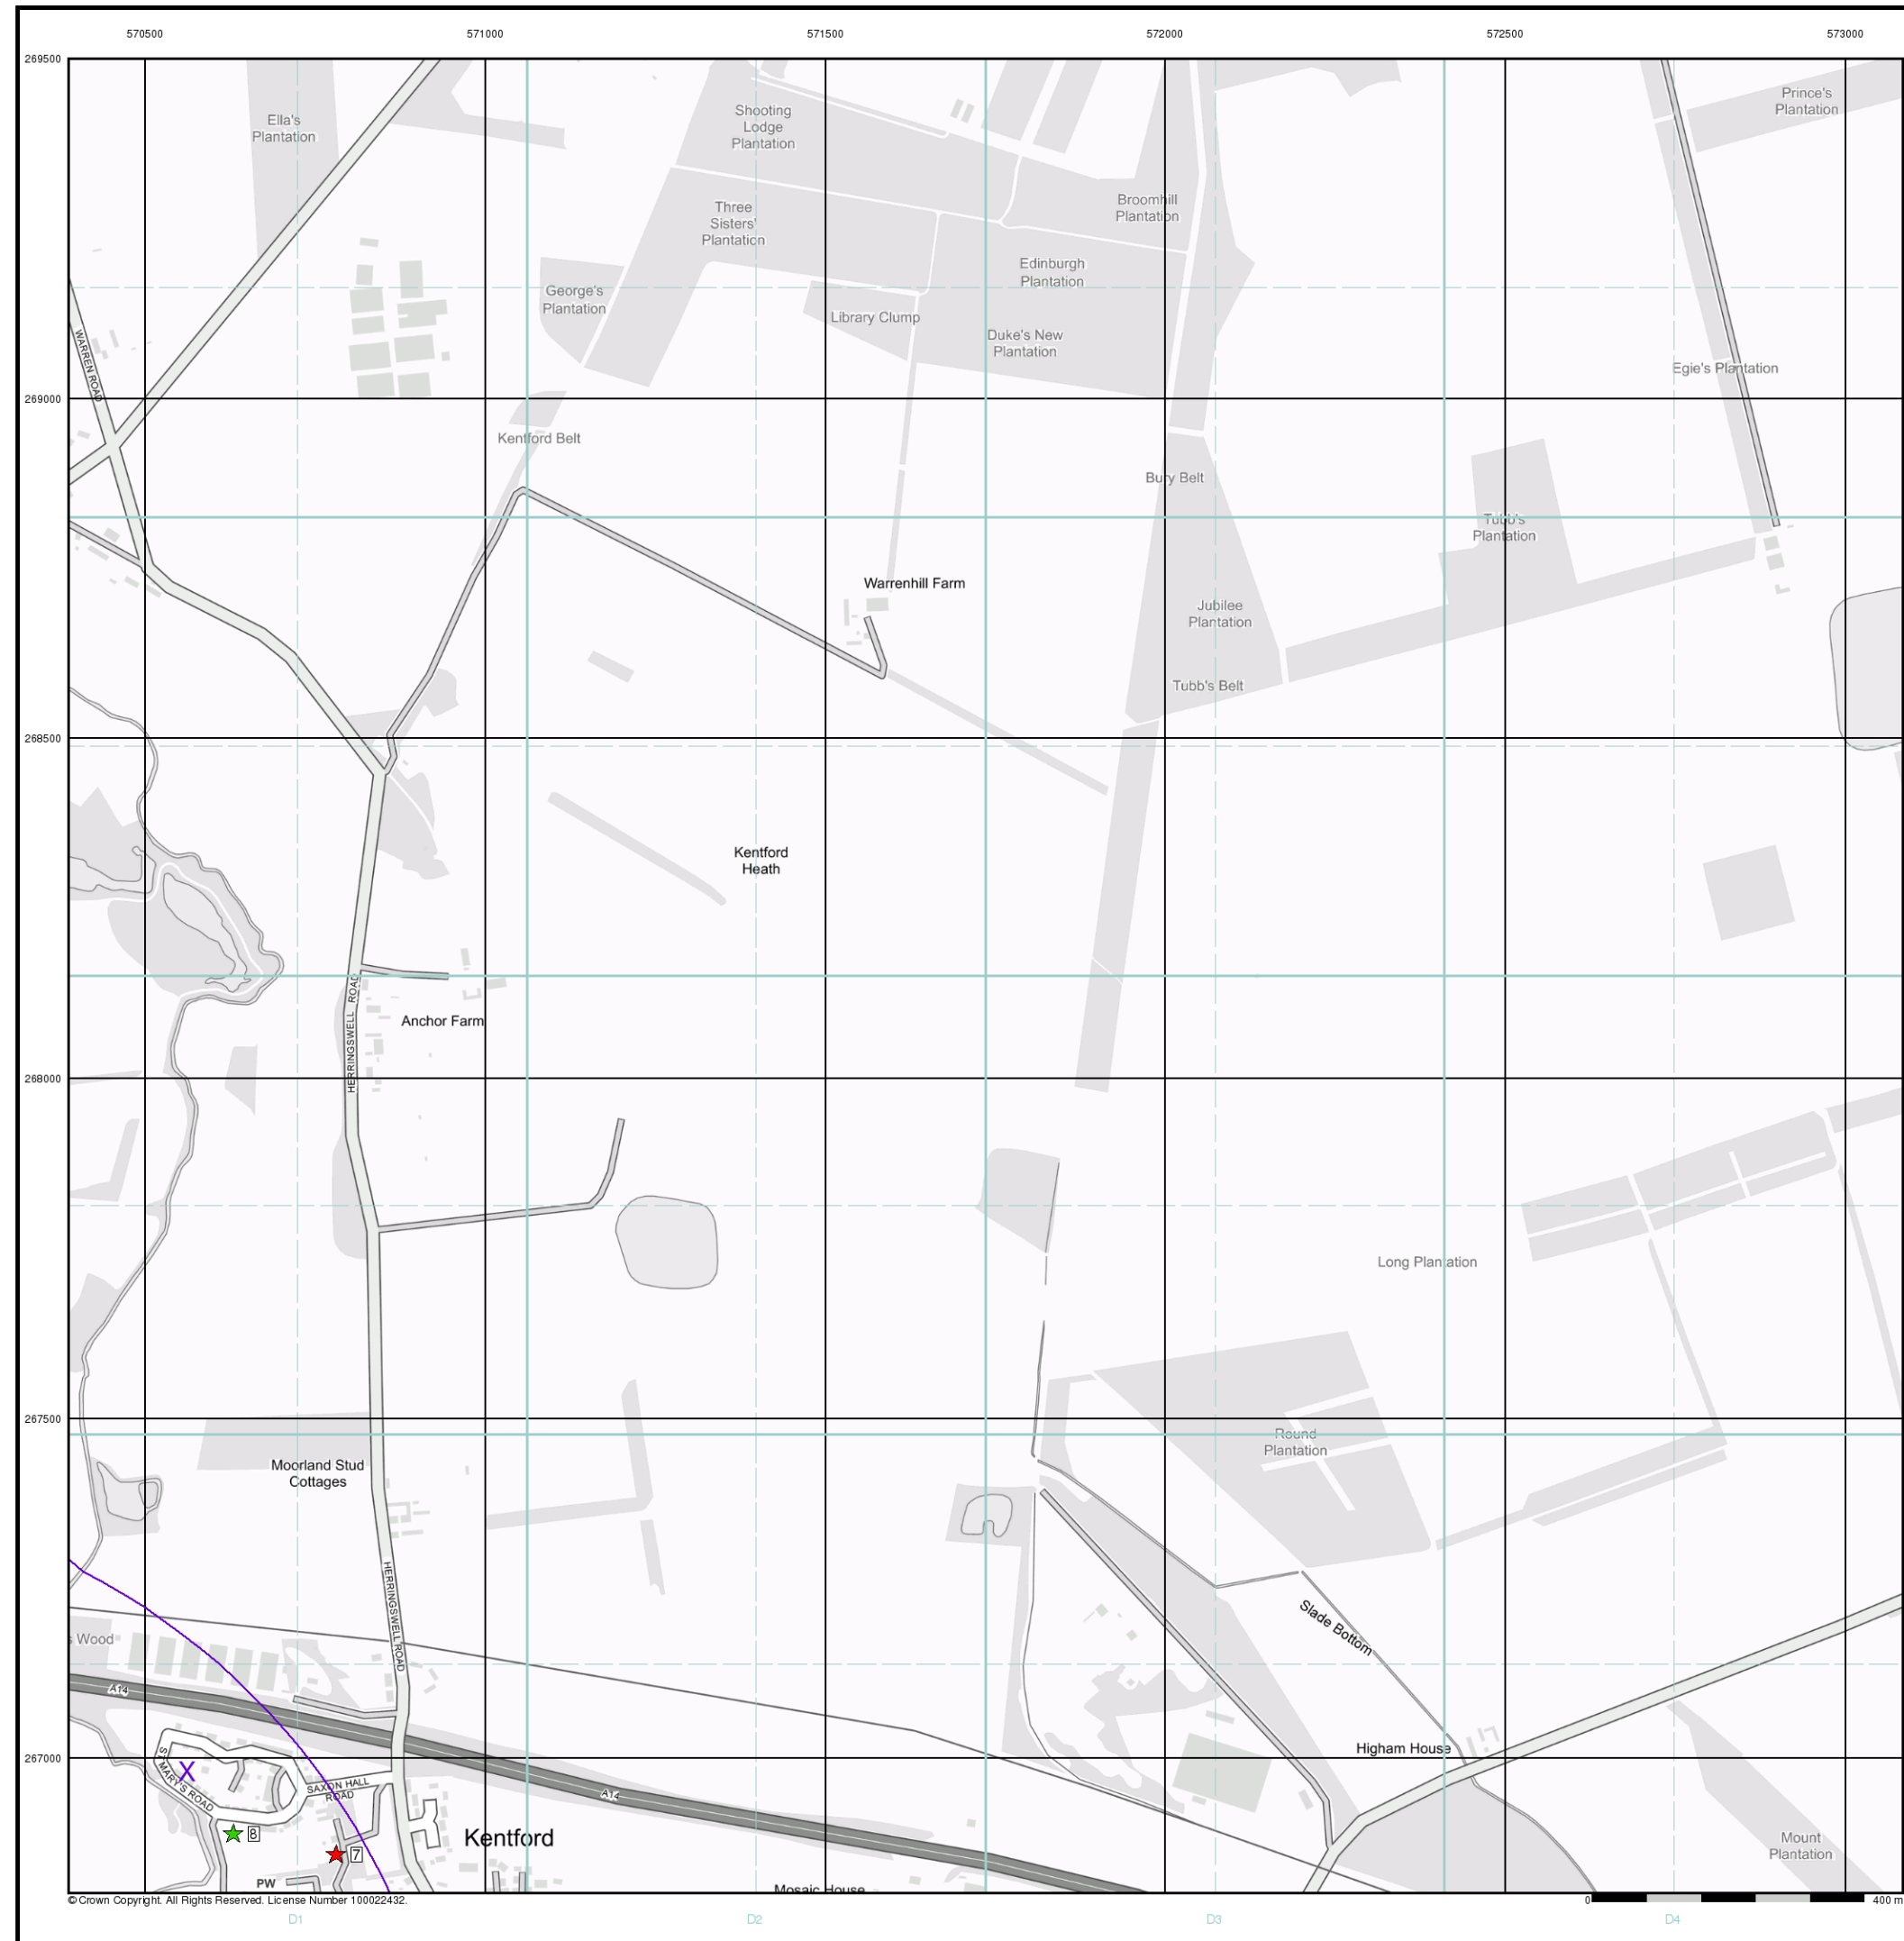 570500 571000 571500 572000 572500 573000
269500
Prince's
Plantation
Shooting
Lodge
Plantation
Ella's
Plantation
Broomhill
Plantation
Three
Sisters'
Plantation
Edinburgh
Plantation
George's
Plantation
Library Clump
Duke's New
Plantation
WARREN ROAD
Egie's Plantation
269000
Kentford Belt
Bury Belt
Tubb's
Plantation
Warrenhill Farm
Jubilee
Plantation
Tubb's Belt
268500
Kentford
Heath
HERRINGSWELL ROAD
Anchor Farm
268000
Long Plantation
267500
Round
Plantation
Moorland Stud
Cottages
HERRINGSWELL ROAD
Slade Bottom
s Wood
A14
267000
Higham House
X
ST MARY'S ROAD
SAXON HALL
ROAD
A14
8
Kentford
7
Mount
Plantation
PW
Mosaic House
© Crown Copyright. All Rights Reserved. License Number 100022432.
0 400 m
D1 D2 D3 D4